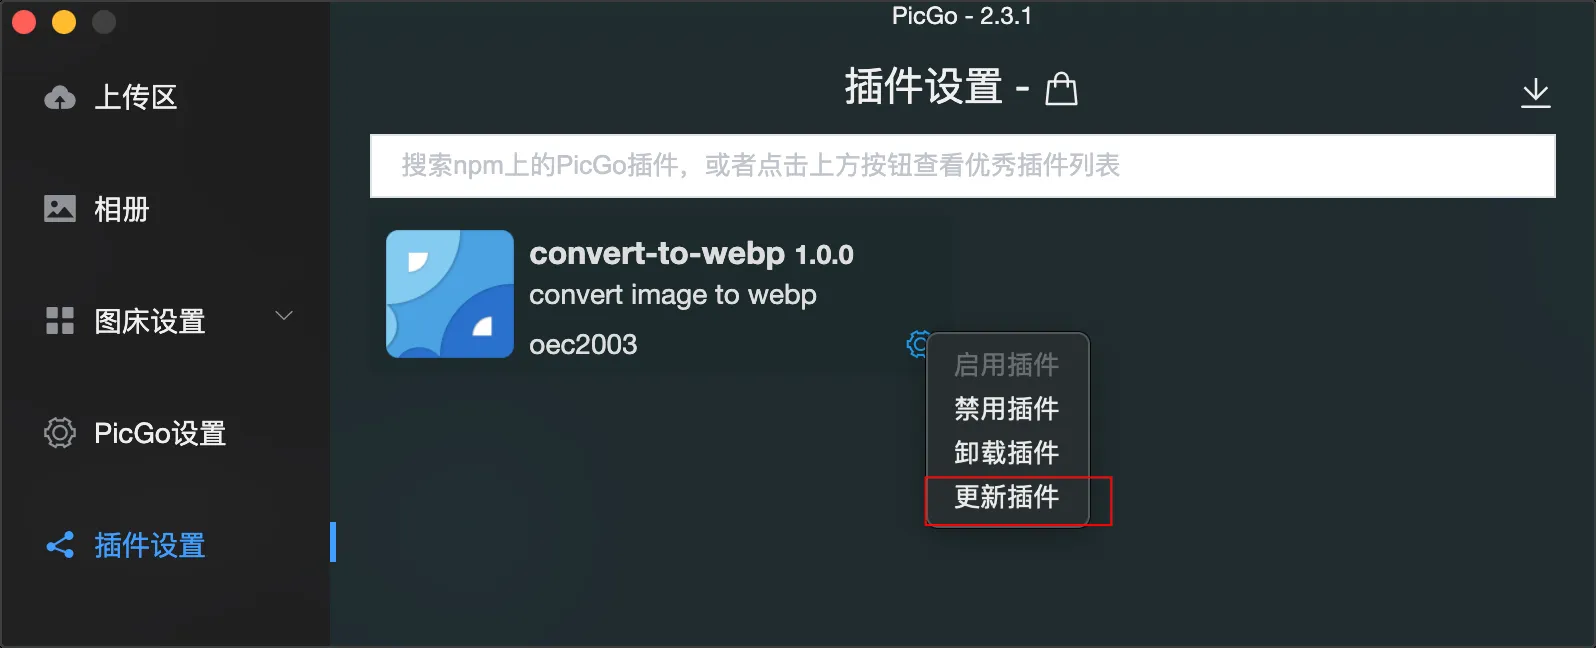 PicGo - 2.3.1
上传区
相册
图床设置
PicGo设置
插件设置
插件设置 -
搜索npm上的PicGo插件，或者点击上方按钮查看优秀插件列表
convert-to-webp 1.0.0
convert image to webp
oec2003
启用插件
禁用插件
卸载插件
更新插件